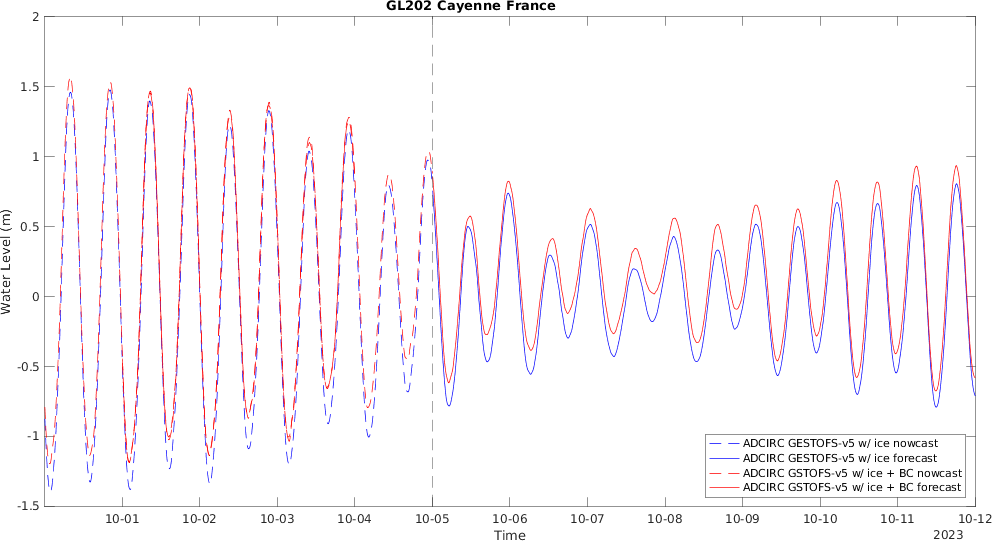 GL202 Cayenne France
2
1.5
1
0.5
0
-0.5
-1
-1.5
Water Level (m)
ADCIRC GESTOFS-v5 w/ ice nowcast
ADCIRC GESTOFS-v5 w/ ice forecast
ADCIRC GSTOFS-v5 w/ ice + BC nowcast
ADCIRC GSTOFS-v5 w/ ice + BC forecast
10-01 10-02 10-03 10-04 10-05 10-06 10-07 10-08 10-09 10-10 10-11 10-12
Time 2023